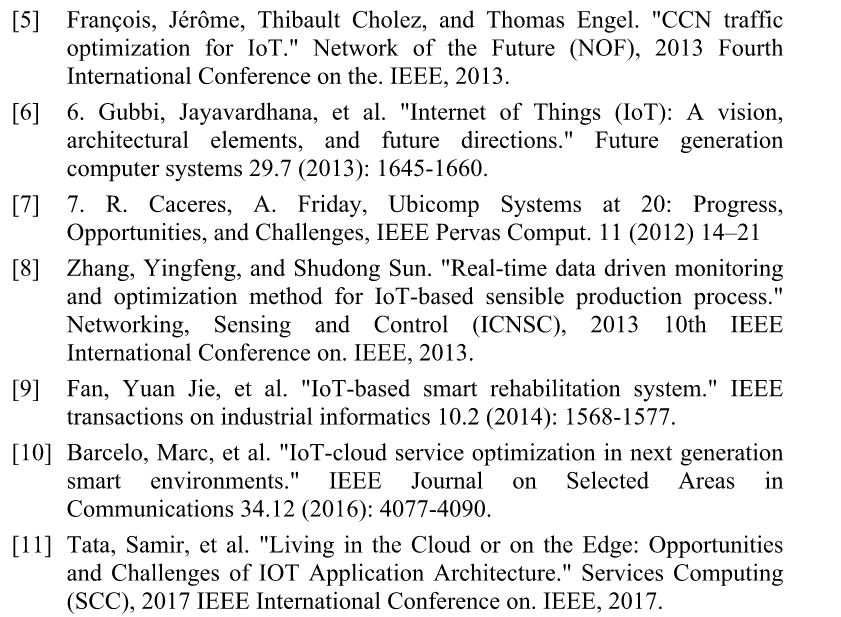 [5] François, Jérôme, Thibault Cholez, and Thomas Engel. "CCN traffic
optimization for IoT." Network of the Future (NOF), 2013 Fourth
International Conference on the. IEEE, 2013.
[6] 6. Gubbi, Jayavardhana, et al. "Internet of Things (IoT): A vision,
architectural elements, and future directions." Future generation
computer systems 29.7 (2013): 1645-1660.
[7] 7. R. Caceres, A. Friday, Ubicomp Systems at 20: Progress,
Opportunities, and Challenges, IEEE Pervas Comput. 11 (2012) 14–21
[8] Zhang, Yingfeng, and Shudong Sun. "Real-time data driven monitoring
and optimization method for IoT-based sensible production process."
Networking, Sensing and Control (ICNSC), 2013 10th IEEE
International Conference on. IEEE, 2013.
[9] Fan, Yuan Jie, et al. "IoT-based smart rehabilitation system." IEEE
transactions on industrial informatics 10.2 (2014): 1568-1577.
[10] Barcelo, Marc, et al. "IoT-cloud service optimization in next generation
smart environments." IEEE Journal on Selected Areas in
Communications 34.12 (2016): 4077-4090.
[11] Tata, Samir, et al. "Living in the Cloud or on the Edge: Opportunities
and Challenges of IOT Application Architecture." Services Computing
(SCC), 2017 IEEE International Conference on. IEEE, 2017.